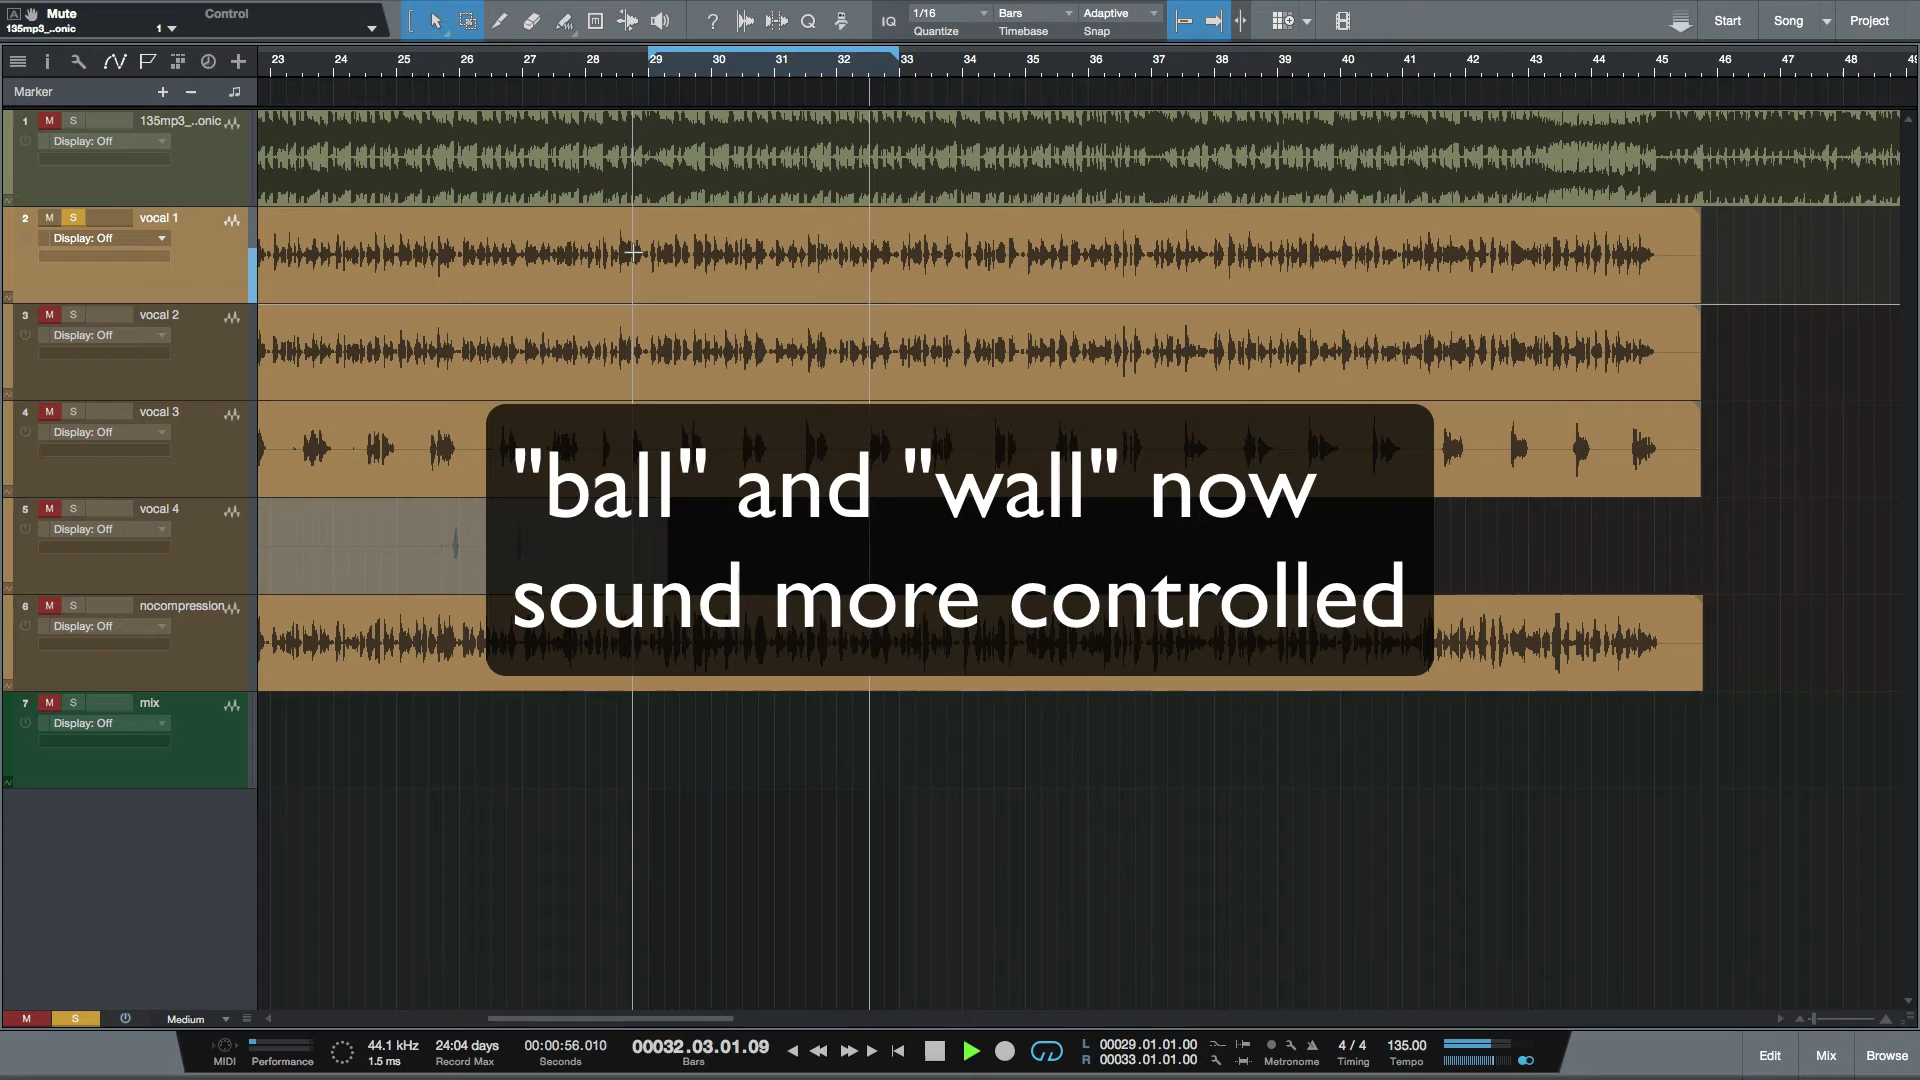 Mute
Control
135mp3_..onic
1
IQ
1/16
Quantize
Bars
Timebase
Adaptive
Snap
Start
Song
Project
23 24 25 26 27 28 29 30 31 32 33 34 35 36 37 38 39 40 41 42 43 44 45 46 47 48
Marker
1 M S 135mp3_..onic
Display: Off
2 M S vocal 1
Display: Off
3 M S vocal 2
Display: Off
4 M S vocal 3
Display: Off
5 M S vocal 4
Display: Off
6 M S nocompression
Display: Off
7 M S mix
Display: Off
"ball" and "wall" now
sound more controlled
M S Medium
MIDI
Performance
44.1 kHz
1.5 ms
24:04 days
Record Max
00:00:56.010
Seconds
00032.03.01.09
Bars
L 00029.01.01.00
R 00033.01.01.00
Metronome
4 / 4
Timing
135.00
Tempo
Edit
Mix
Browse